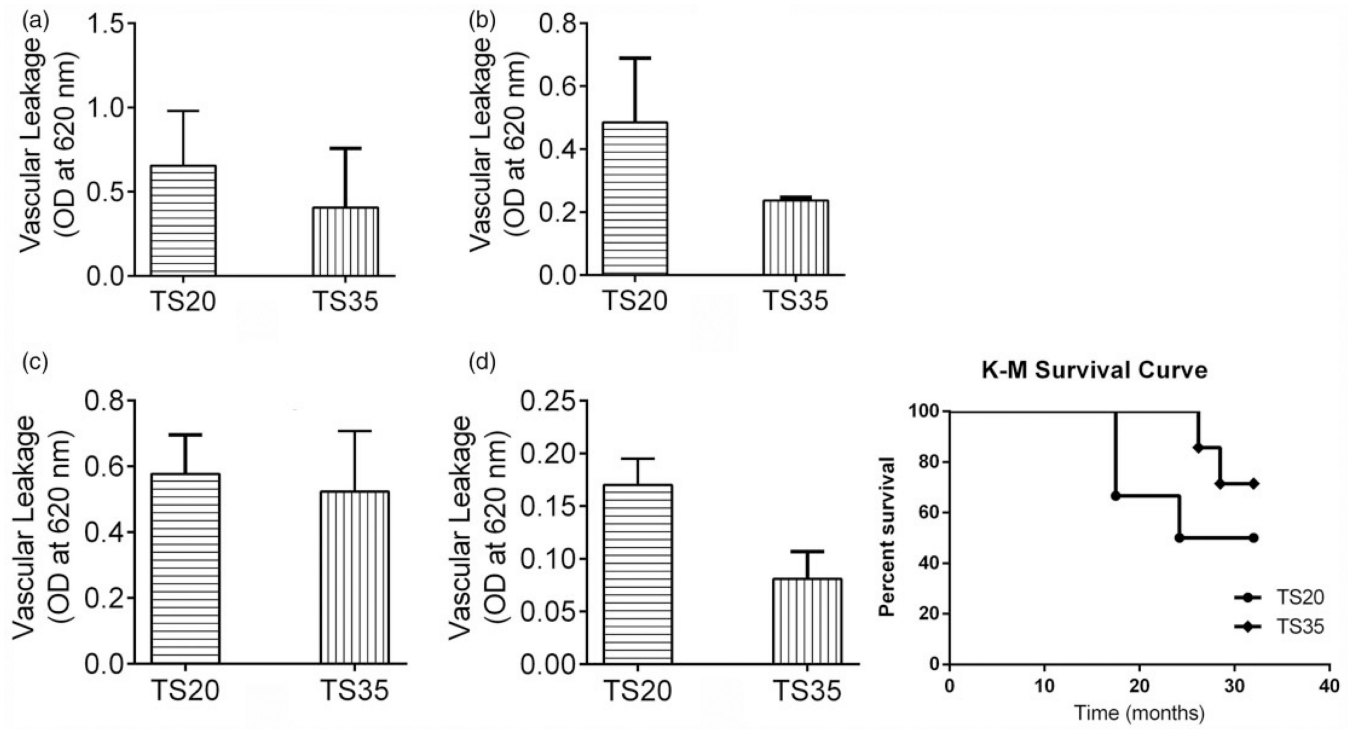 (a)
Vascular Leakage
(OD at 620 nm)
1.5
1.0
0.5
0.0
TS20 TS35
(b)
Vascular Leakage
(OD at 620 nm)
0.8
0.6
0.4
0.2
0.0
TS20 TS35
(c)
Vascular Leakage
(OD at 620 nm)
0.8
0.6
0.4
0.2
0.0
TS20 TS35
(d)
Vascular Leakage
(OD at 620 nm)
0.25
0.20
0.15
0.10
0.05
0.00
TS20 TS35
K-M Survival Curve
Percent survival
100
80
60
40
20
0
TS20
TS35
0 10 20 30 40
Time (months)